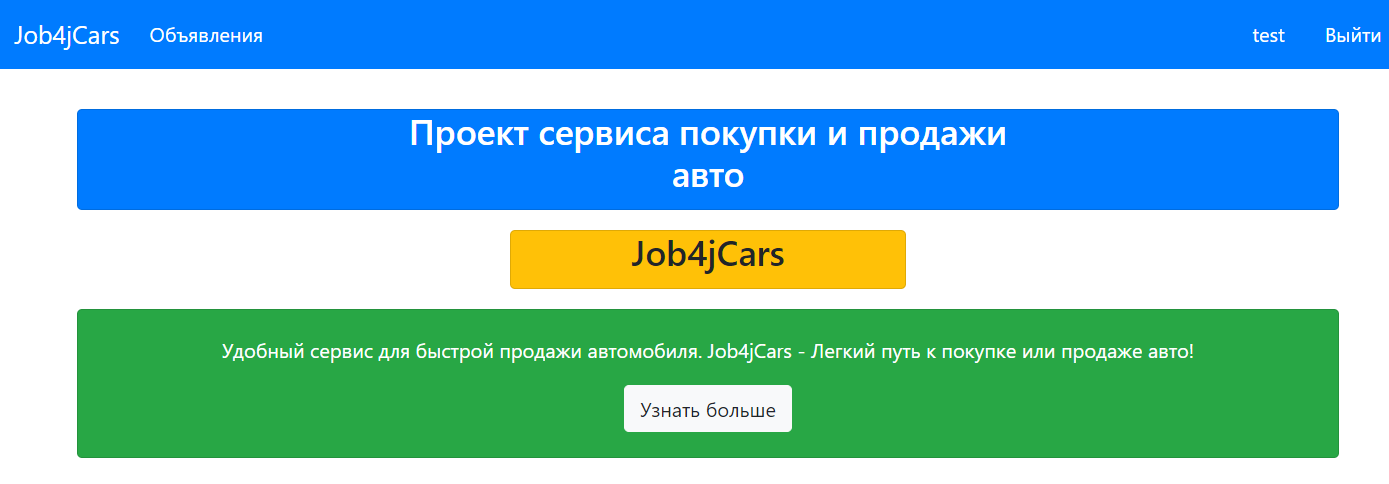 Job4jCars Объявления test Выйти
Проект сервиса покупки и продажи
авто
Job4jCars
Удобный сервис для быстрой продажи автомобиля. Job4jCars - Легкий путь к покупке или продаже авто!
Узнать больше